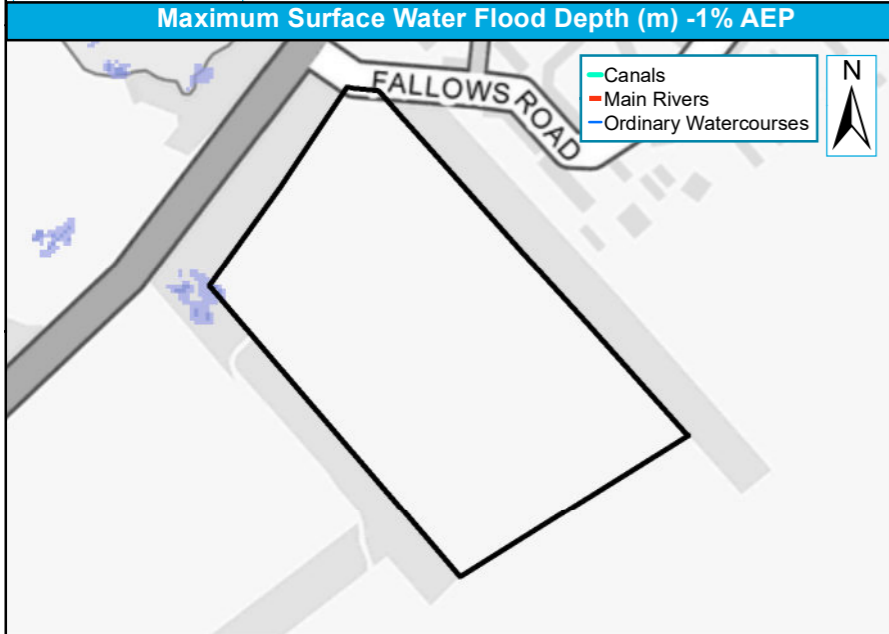 Maximum Surface Water Flood Depth (m) -1% AEP
FALLOWS ROAD
Canals
Main Rivers
Ordinary Watercourses
N